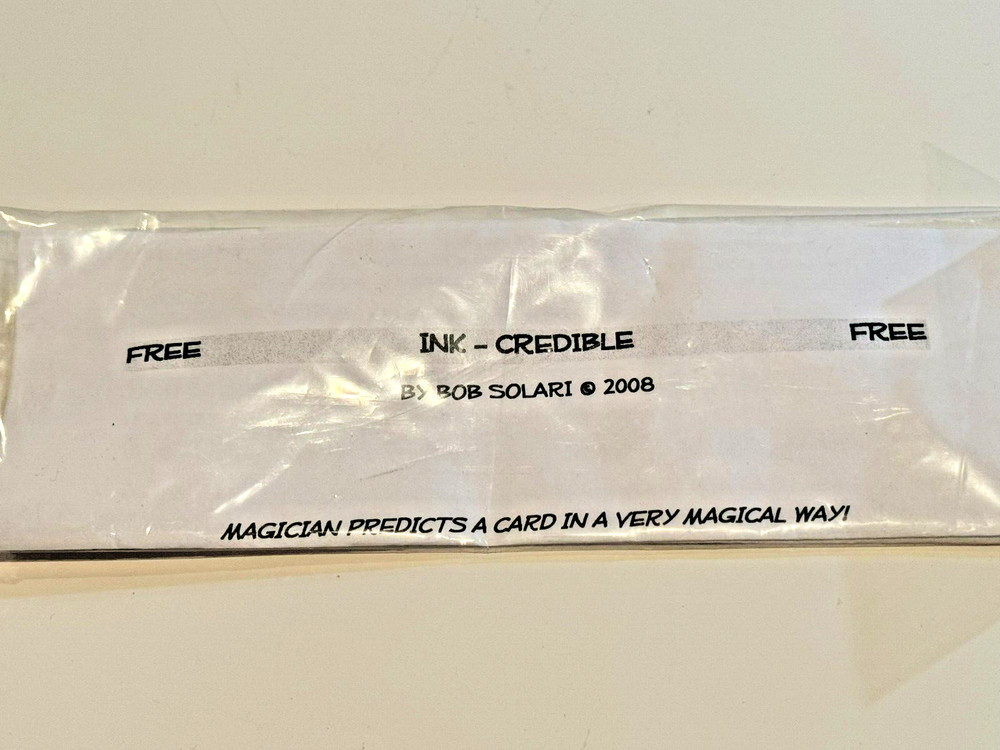 FREE INK - CREDIBLE FREE
BY BOB SOLARI © 2008
MAGICIAN PREDICTS A CARD IN A VERY MAGICAL WAY!